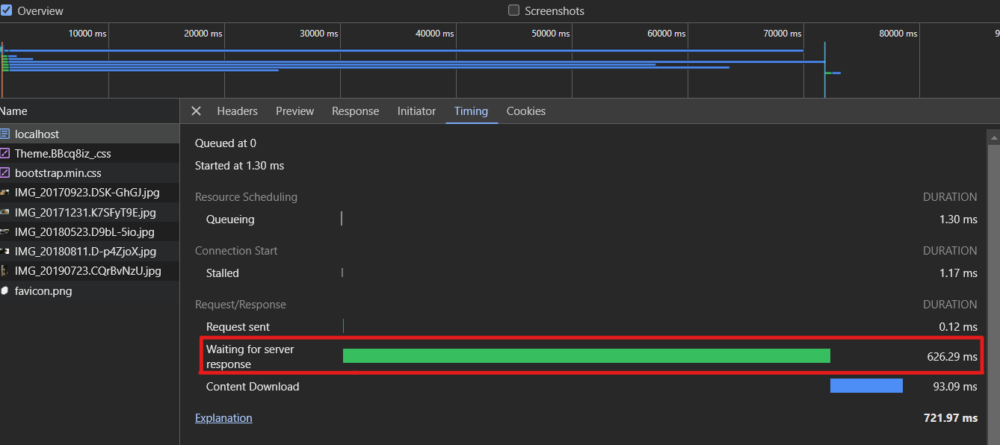 Overview
Screenshots
10000 ms 20000 ms 30000 ms 40000 ms 50000 ms 60000 ms 70000 ms 80000 ms 9
Name
Headers Preview Response Initiator Timing Cookies
localhost
Theme.BBcq8iz_.css
bootstrap.min.css
IMG_20170923.DSK-GhGJ.jpg
IMG_20171231.K7SFyT9E.jpg
IMG_20180523.D9bL-5io.jpg
IMG_20180811.D-p4ZjoX.jpg
IMG_20190723.CQrBvNzU.jpg
favicon.png
Queued at 0
Started at 1.30 ms
Resource Scheduling DURATION
Queueing 1.30 ms
Connection Start DURATION
Stalled 1.17 ms
Request/Response DURATION
Request sent 0.12 ms
Waiting for server
response 626.29 ms
Content Download 93.09 ms
Explanation 721.97 ms